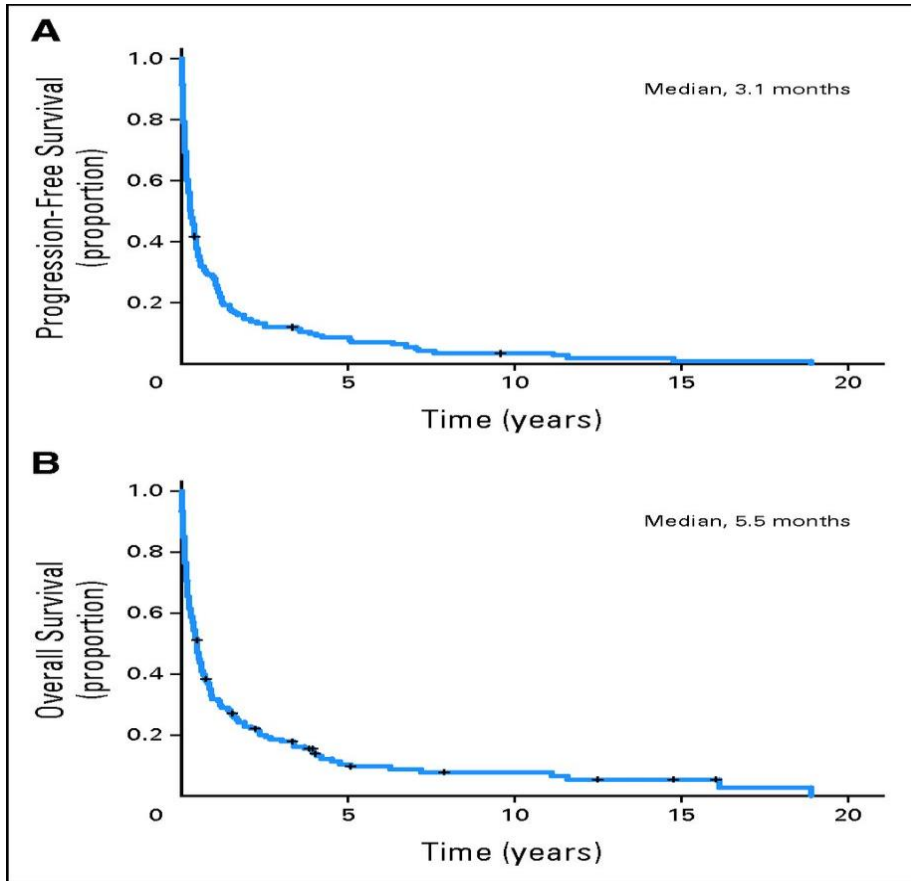 A
Progression-Free Survival
(proportion)
1.0
0.8
0.6
0.4
0.2
0
Median, 3.1 months
5
10
15
20
Time (years)
B
Overall Survival
(proportion)
1.0
0.8
0.6
0.4
0.2
0
Median, 5.5 months
5
10
15
20
Time (years)